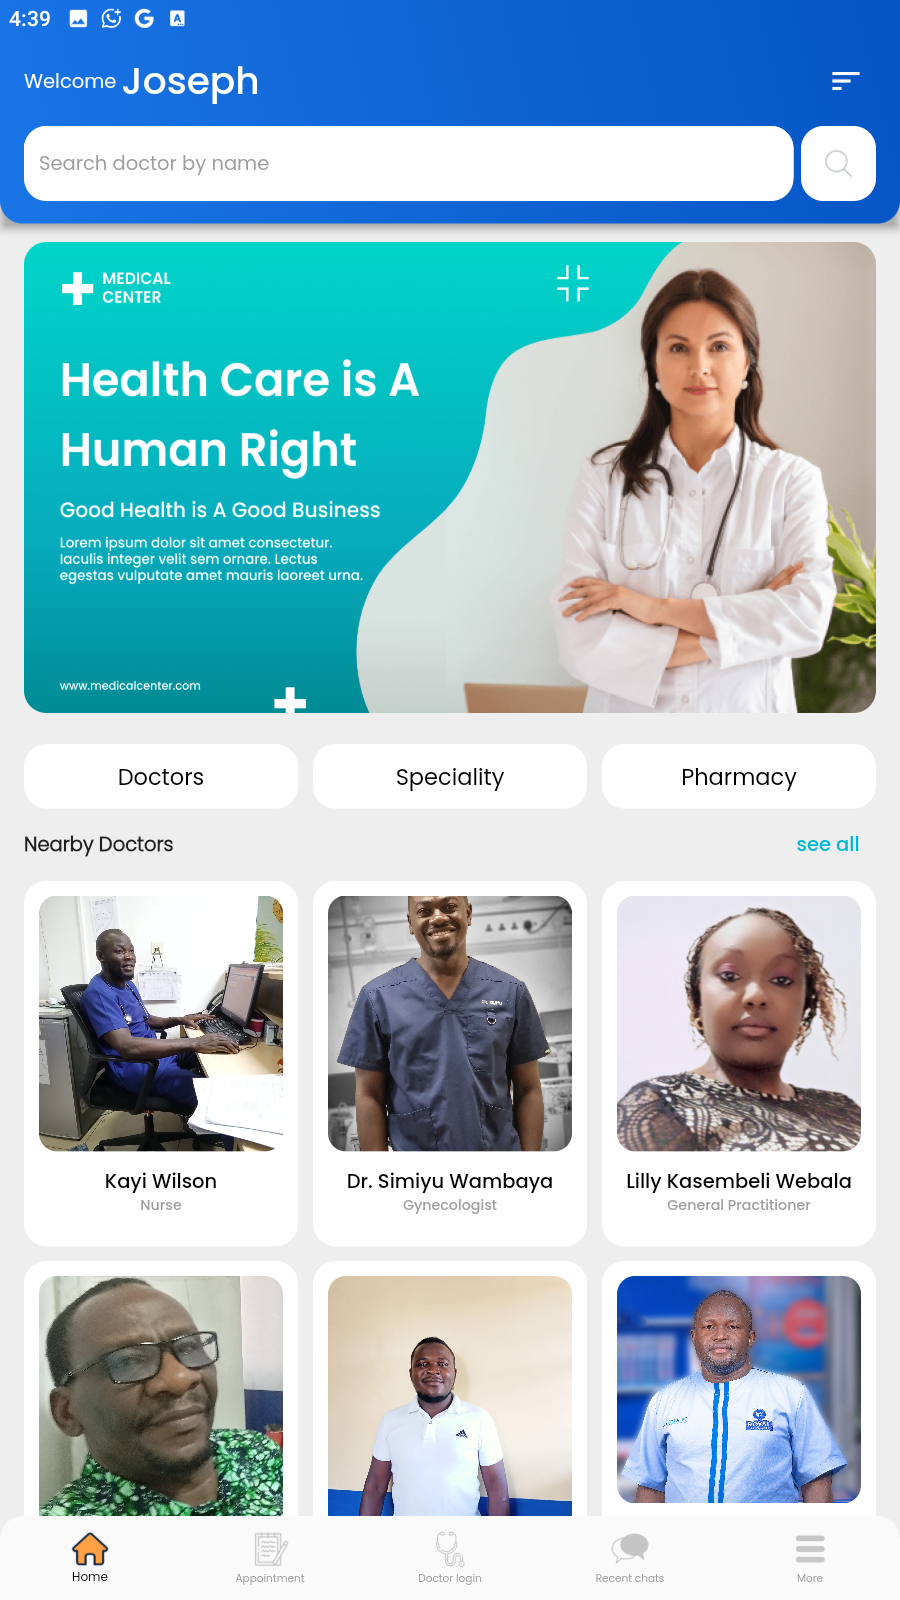 4:39
Welcome Joseph
Search doctor by name
MEDICAL
CENTER
Health Care is A
Human Right
Good Health is A Good Business
Lorem ipsum dolor sit amet consectetur.
Iaculis integer velit sem ornare. Lectus
egestas vulputate amet mauris laoreet urna.
www.medicalcenter.com
Doctors
Speciality
Pharmacy
Nearby Doctors
see all
Kayi Wilson
Nurse
Dr. Simiyu Wambaya
Gynecologist
Lilly Kasembeli Webala
General Practitioner
Home
Appointment
Doctor login
Recent chats
More